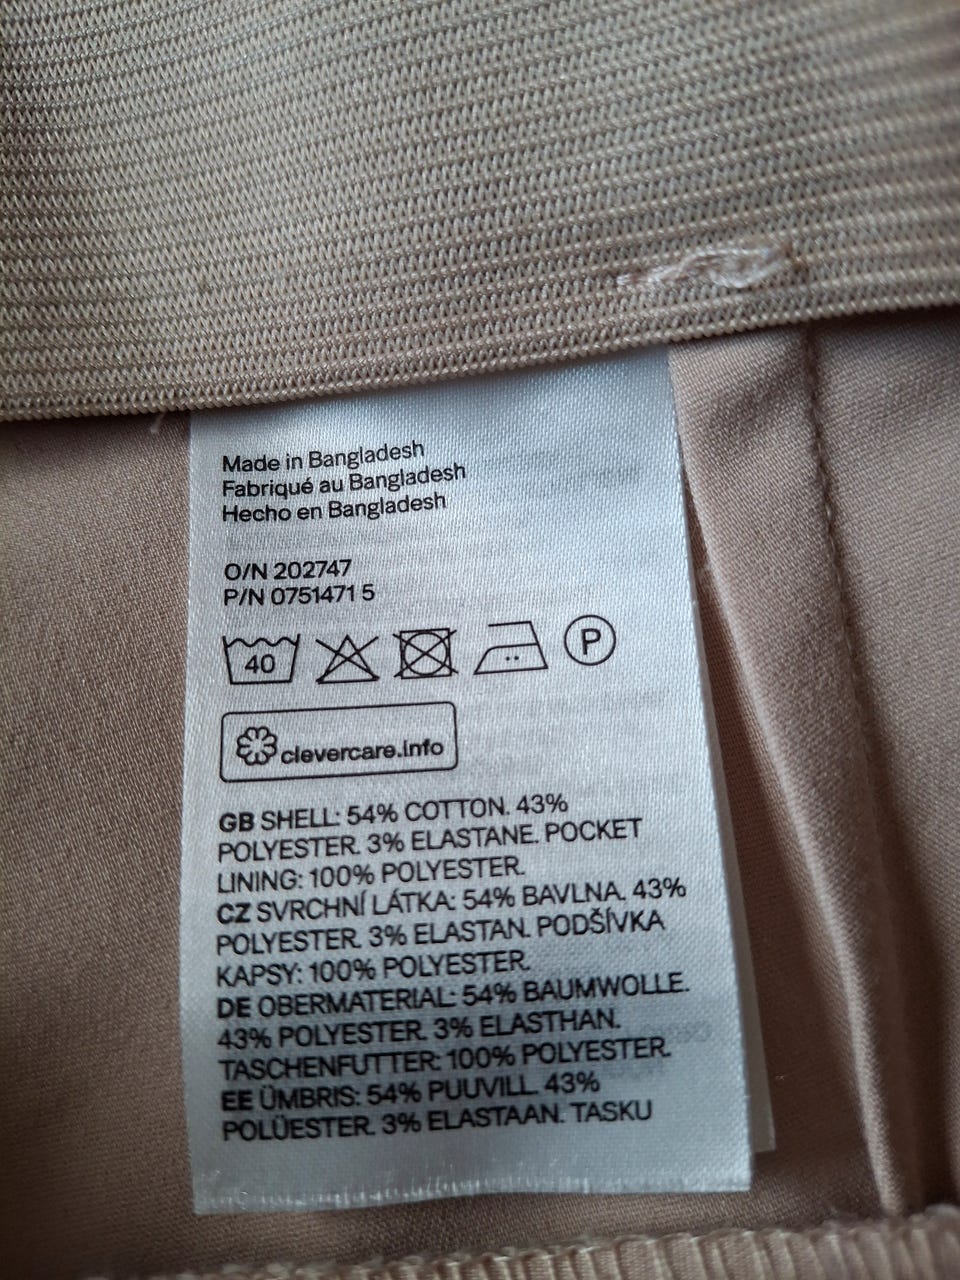 Made in Bangladesh
Fabriqué au Bangladesh
Hecho en Bangladesh
O/N 202747
P/N 0751471 5
40
P
clevercare.info
GB SHELL: 54% COTTON. 43%
POLYESTER. 3% ELASTANE. POCKET
LINING: 100% POLYESTER.
CZ SVRCHNÍ LÁTKA: 54% BAVLNA. 43%
POLYESTER. 3% ELASTAN. PODŠÍVKA
KAPSY: 100% POLYESTER.
DE OBERMATERIAL: 54% BAUMWOLLE.
43% POLYESTER. 3% ELASTHAN.
TASCHENFUTTER: 100% POLYESTER.
EE ÜMBRIS: 54% PUUVILL. 43%
POLÜESTER. 3% ELASTAAN. TASKU